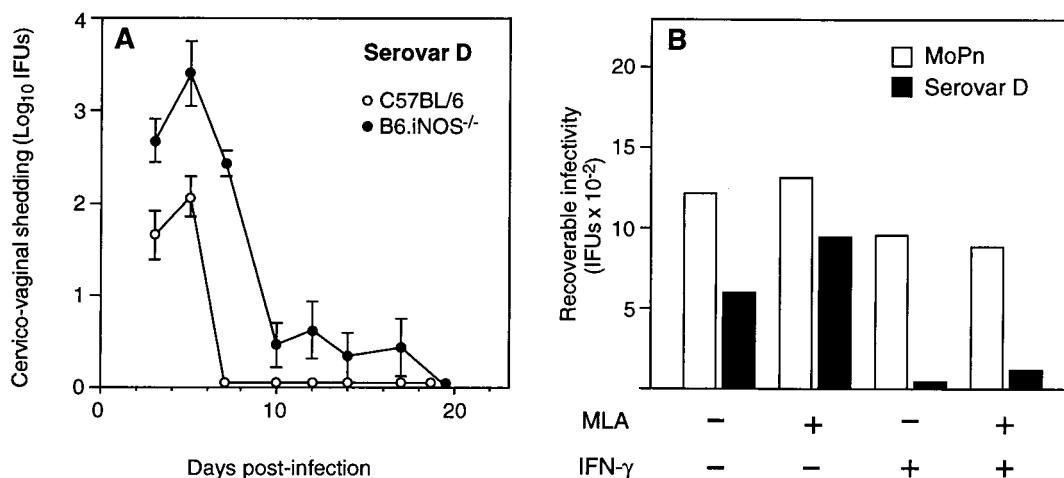 A
Serovar D
C57BL/6
B6.iNOS-/-
Cervico-vaginal shedding (Log10 IFUs)
4
3
2
1
0
0
10
20
Days post-infection
B
MoPn
Serovar D
Recoverable infectivity
(IFUs x 10-2)
20
15
10
5
MLA − + − +
IFN-γ − − + +